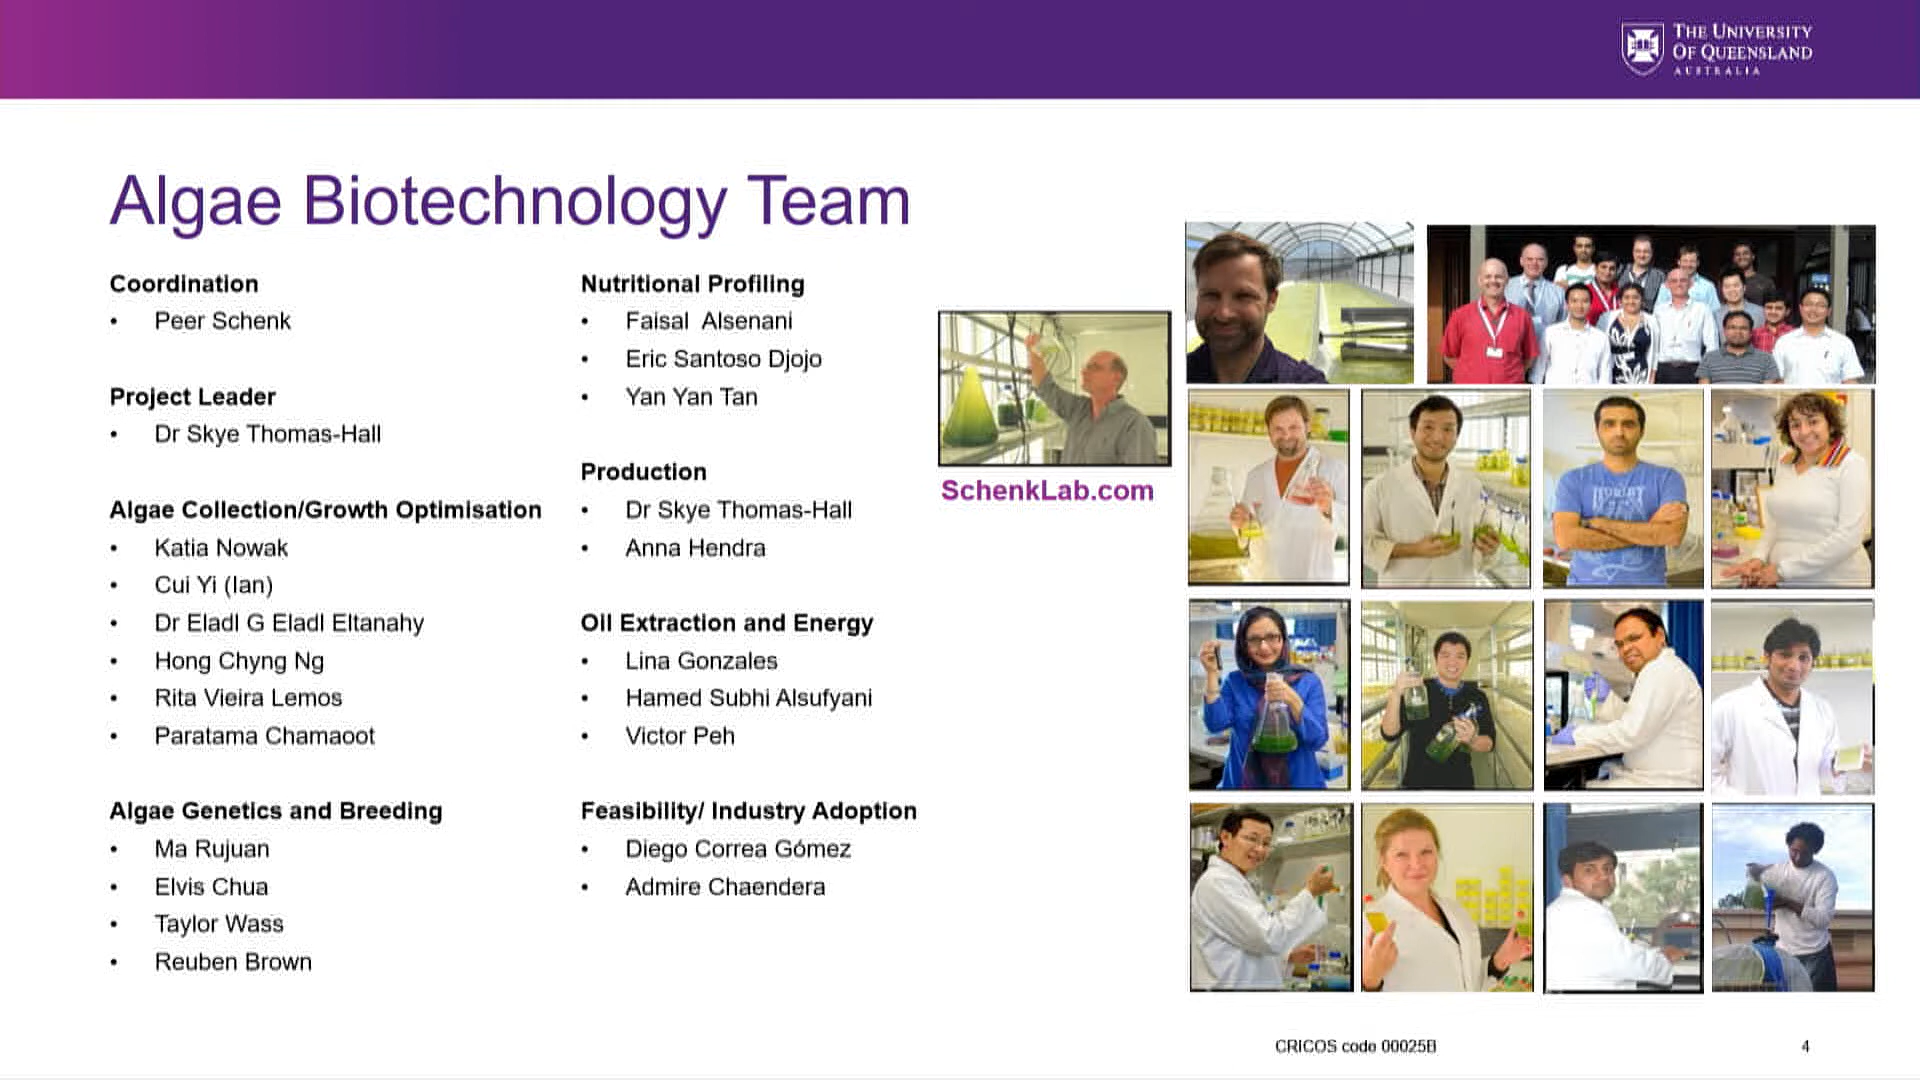 THE UNIVERSITY
OF QUEENSLAND
AUSTRALIA
Algae Biotechnology Team
Coordination
• Peer Schenk
Project Leader
• Dr Skye Thomas-Hall
Algae Collection/Growth Optimisation
• Katia Nowak
• Cui Yi (Ian)
• Dr Eladl G Eladl Eltanahy
• Hong Chyng Ng
• Rita Vieira Lemos
• Paratama Chamaoot
Algae Genetics and Breeding
• Ma Rujuan
• Elvis Chua
• Taylor Wass
• Reuben Brown
Nutritional Profiling
• Faisal Alsenani
• Eric Santoso Djojo
• Yan Yan Tan
Production
• Dr Skye Thomas-Hall
• Anna Hendra
Oil Extraction and Energy
• Lina Gonzales
• Hamed Subhi Alsufyani
• Victor Peh
Feasibility/ Industry Adoption
• Diego Correa Gómez
• Admire Chaendera
SchenkLab.com
CRICOS code 00025B
4